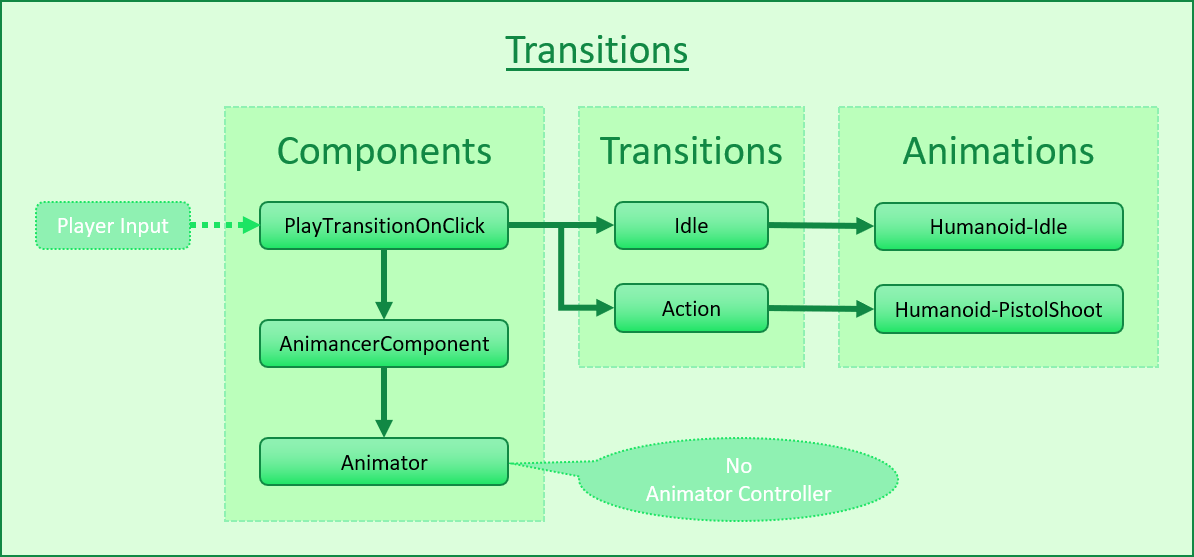 Transitions
Components
Transitions
Animations
Player Input
PlayTransitionOnClick
Idle
Humanoid-Idle
Action
Humanoid-PistolShoot
AnimancerComponent
Animator
No
Animator Controller